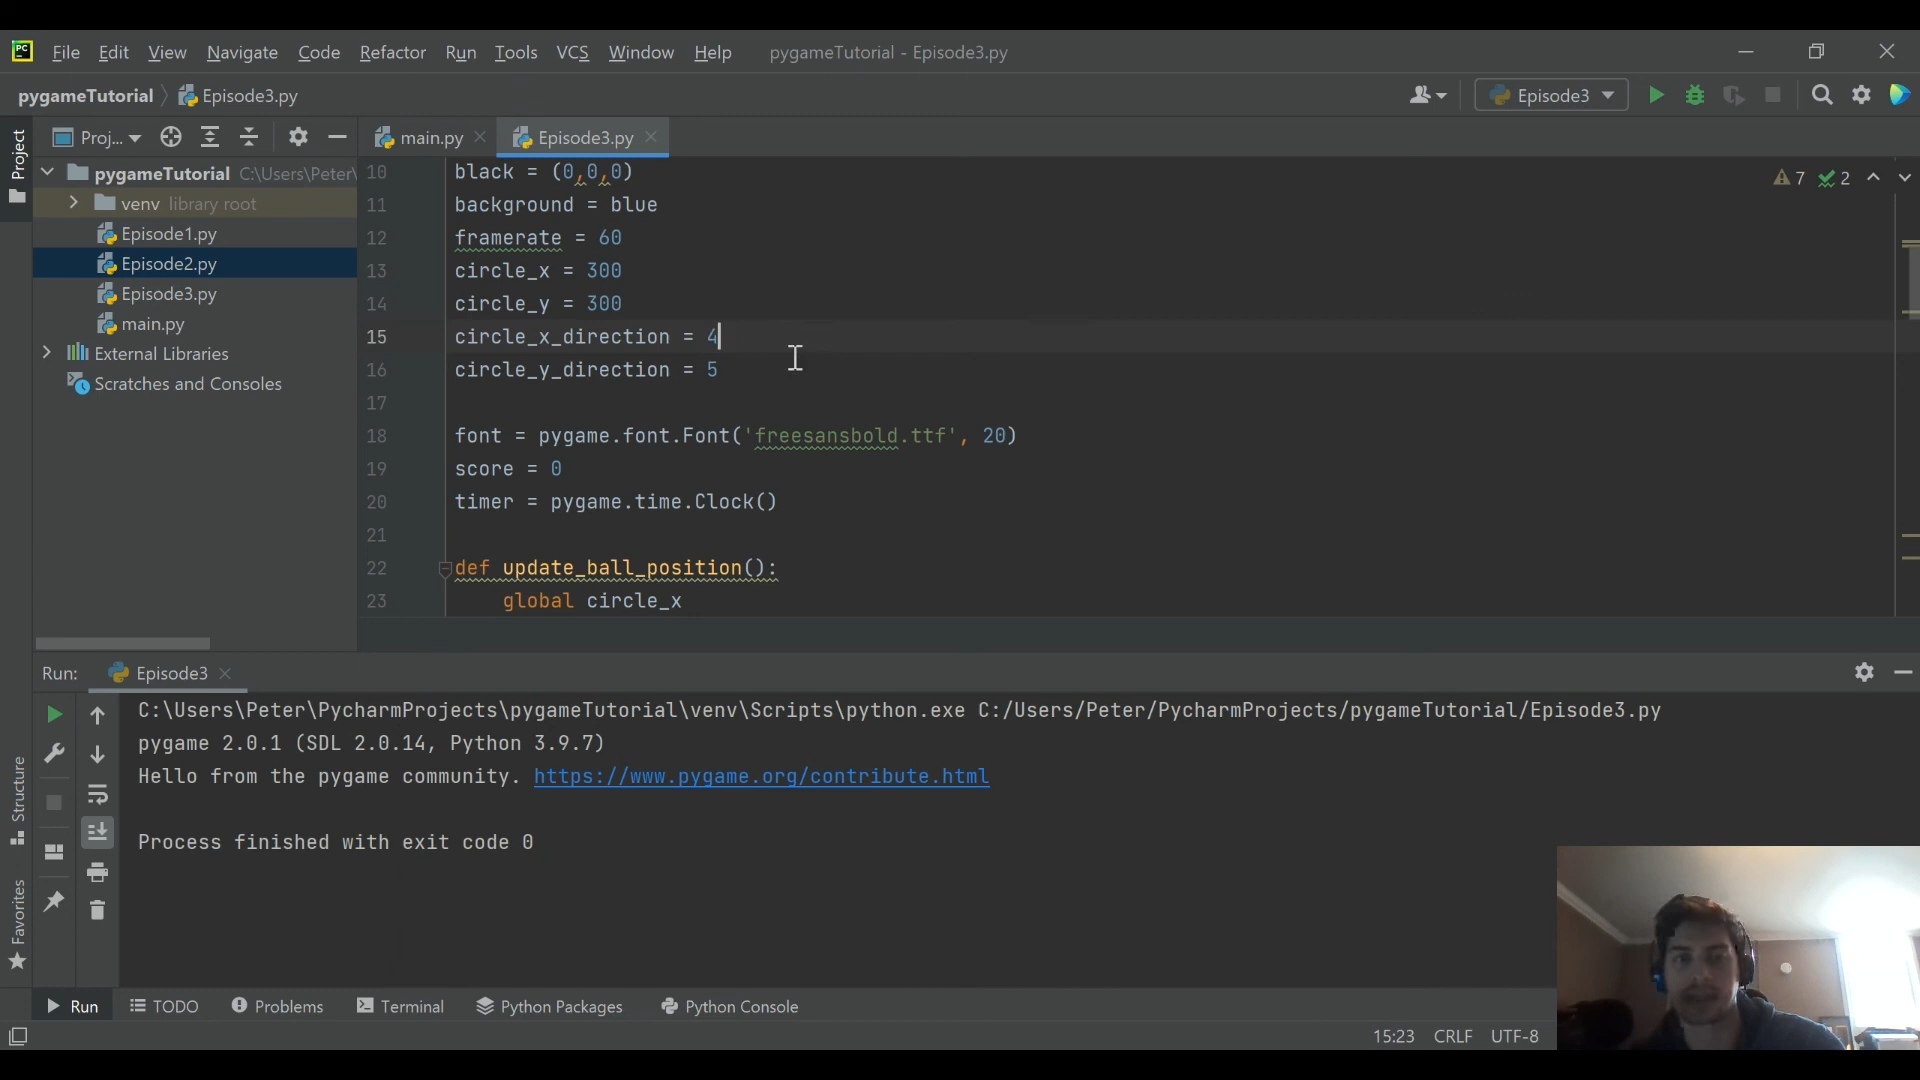 PC File Edit View Navigate Code Refactor Run Tools VCS Window Help pygameTutorial - Episode3.py
pygameTutorial Episode3.py Episode3
Project
Proj... main.py Episode3.py
pygameTutorial C:\Users\Peter\
venv library root
Episode1.py
Episode2.py
Episode3.py
main.py
External Libraries
Scratches and Consoles
7 2
10 black = (0,0,0)
11 background = blue
12 framerate = 60
13 circle_x = 300
14 circle_y = 300
15 circle_x_direction = 4
16 circle_y_direction = 5
17
18 font = pygame.font.Font('freesansbold.ttf', 20)
19 score = 0
20 timer = pygame.time.Clock()
21
22 def update_ball_position():
23 global circle_x
Run: Episode3
C:\Users\Peter\PycharmProjects\pygameTutorial\venv\Scripts\python.exe C:/Users/Peter/PycharmProjects/pygameTutorial/Episode3.py
pygame 2.0.1 (SDL 2.0.14, Python 3.9.7)
Hello from the pygame community. https://www.pygame.org/contribute.html
Process finished with exit code 0
Structure
Favorites
Run TODO Problems Terminal Python Packages Python Console
15:23 CRLF UTF-8